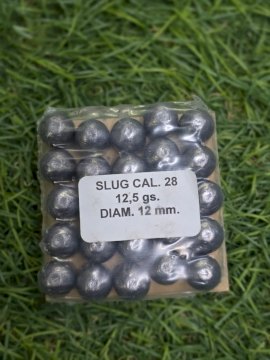 SLUG CAL. 28
12,5 gs.
DIAM. 12 mm.